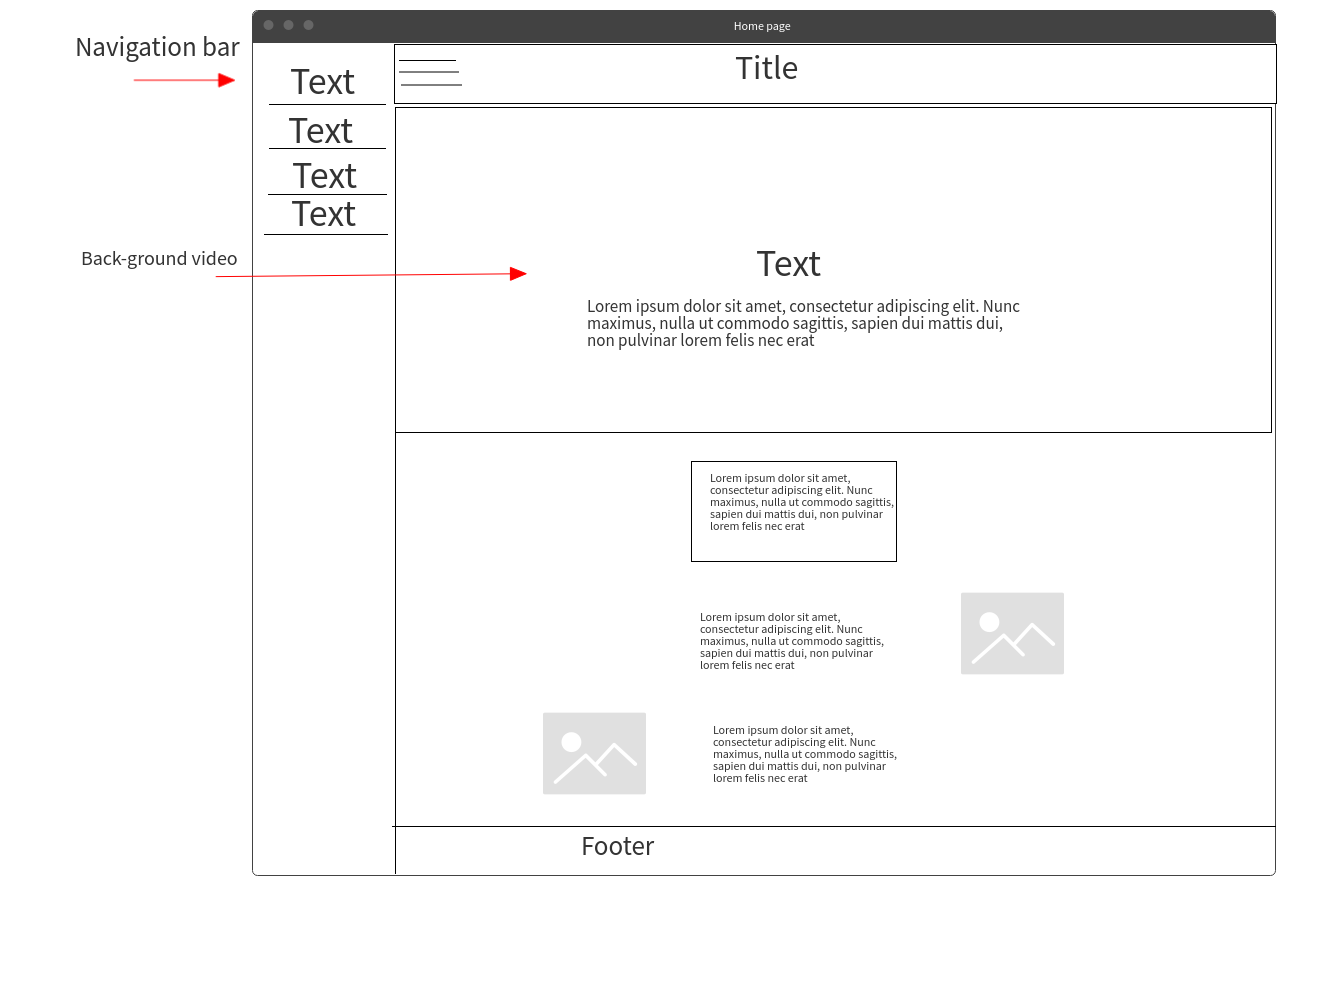 Home page
Navigation bar
Title
Text
Text
Text
Text
Back-ground video
Text
Lorem ipsum dolor sit amet, consectetur adipiscing elit. Nunc
maximus, nulla ut commodo sagittis, sapien dui mattis dui,
non pulvinar lorem felis nec erat
Lorem ipsum dolor sit amet,
consectetur adipiscing elit. Nunc
maximus, nulla ut commodo sagittis,
sapien dui mattis dui, non pulvinar
lorem felis nec erat
Lorem ipsum dolor sit amet,
consectetur adipiscing elit. Nunc
maximus, nulla ut commodo sagittis,
sapien dui mattis dui, non pulvinar
lorem felis nec erat
Lorem ipsum dolor sit amet,
consectetur adipiscing elit. Nunc
maximus, nulla ut commodo sagittis,
sapien dui mattis dui, non pulvinar
lorem felis nec erat
Footer